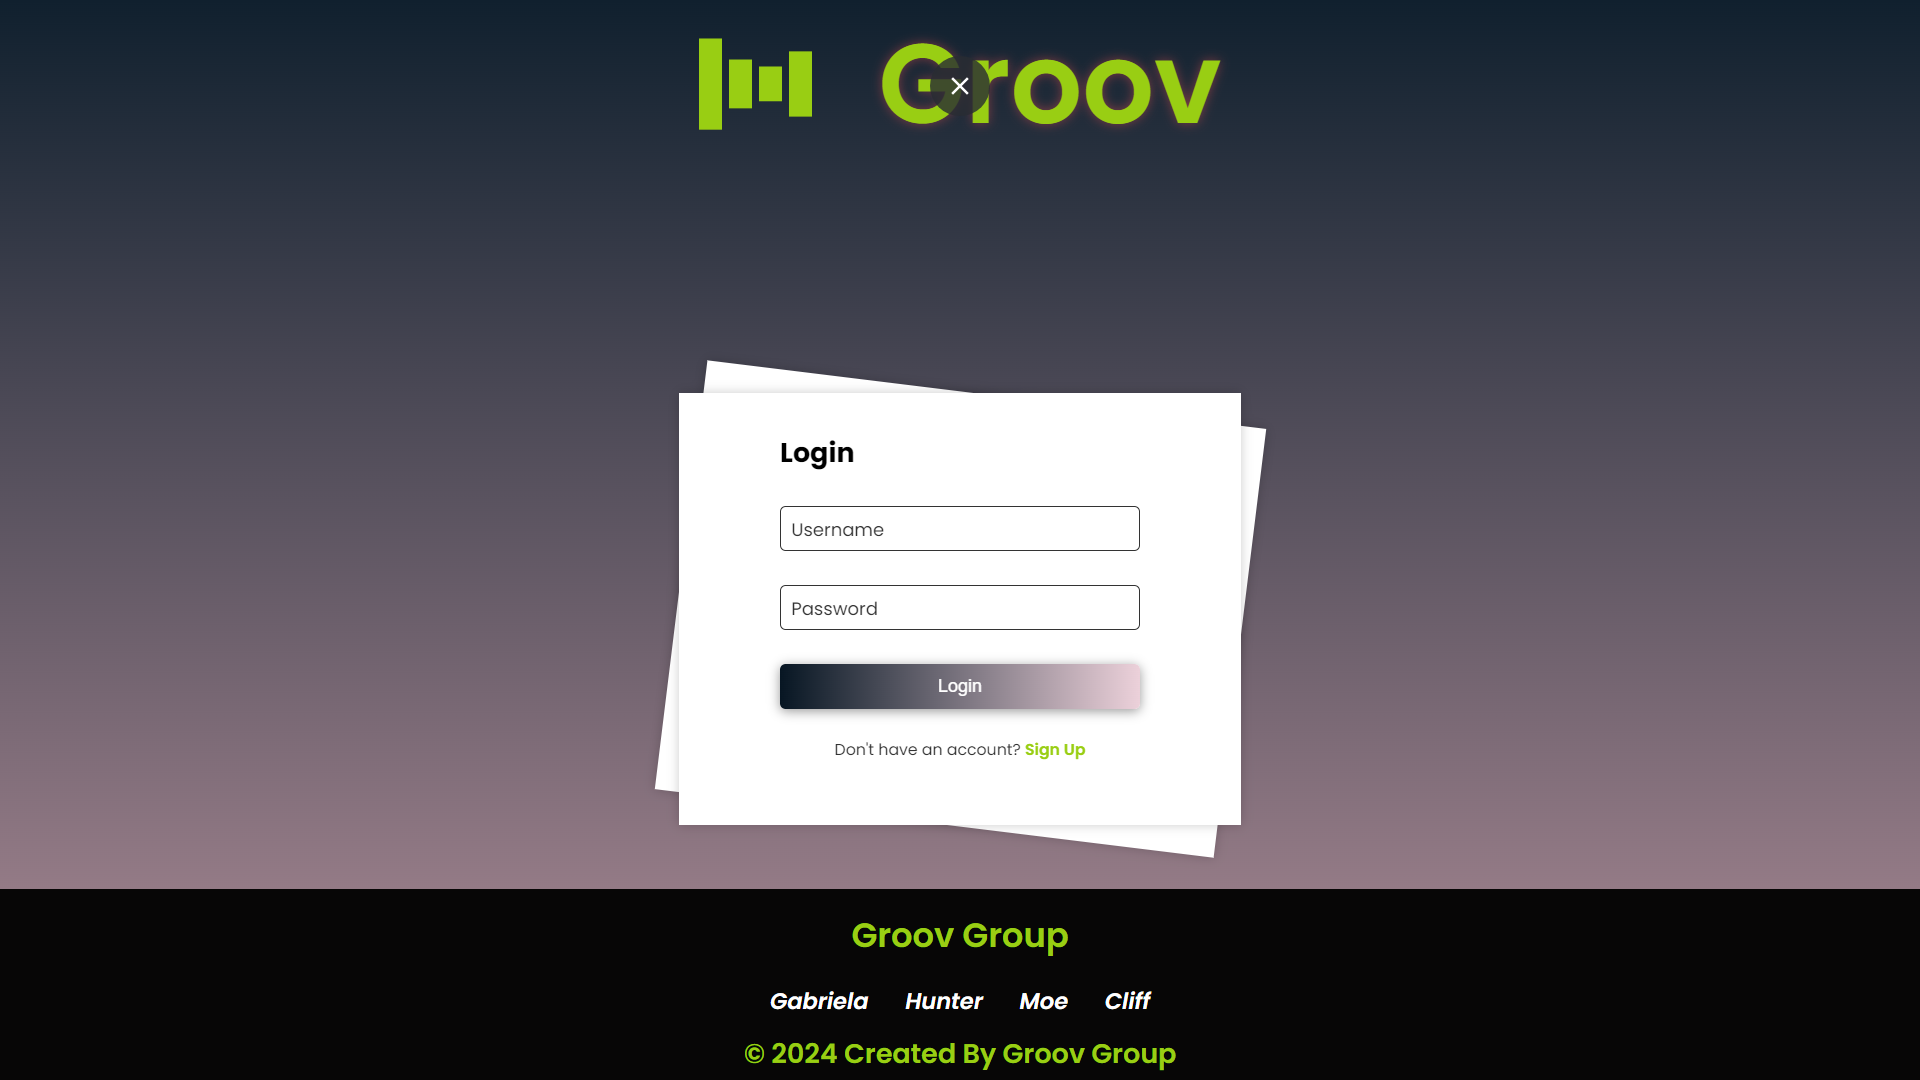 Groov
Login
Username
Password
Login
Don't have an account? Sign Up
Groov Group
Gabriela Hunter Moe Cliff
© 2024 Created By Groov Group